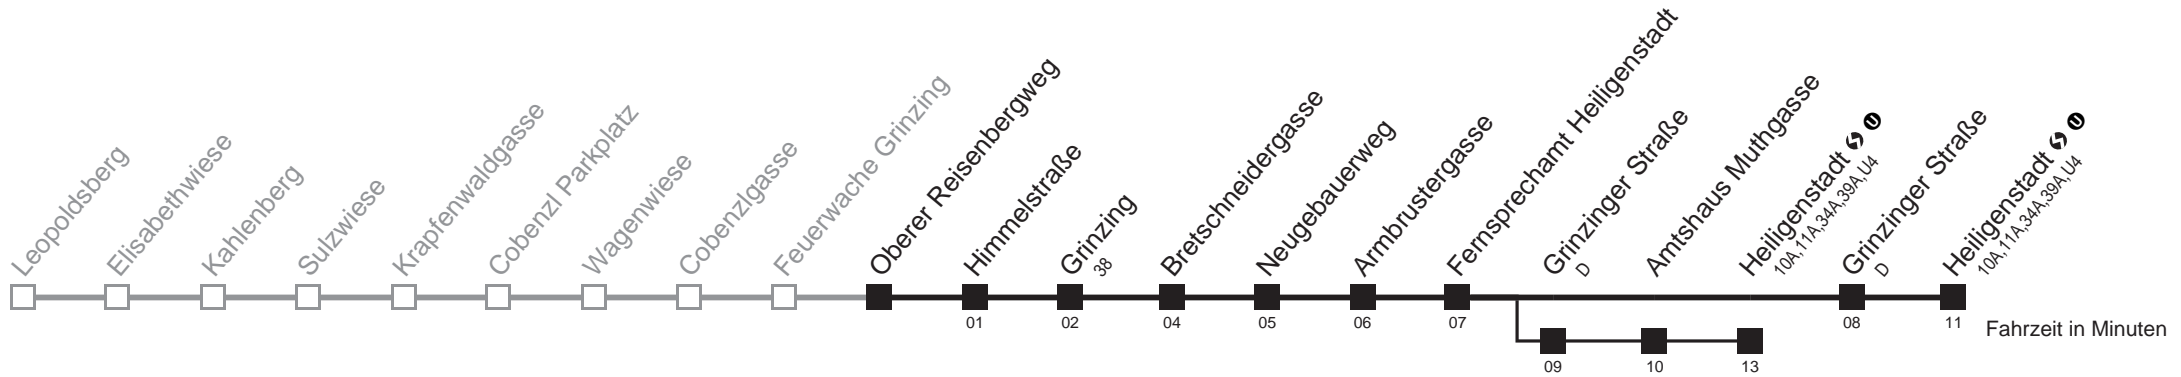 Leopoldsberg
Elisabethwiese
Kahlenberg
Sulzwiese
Krapfenwaldgasse
Cobenzl Parkplatz
Wagenwiese
Cobenzlgasse
Feuerwache Grinzing
Oberer Reisenbergweg
Himmelstraße
01
Grinzing
38
02
Bretschneidergasse
04
Neugebauerweg
05
Armbrustergasse
06
Fernsprechamt Heiligenstadt
07
Grinzinger Straße
D
09
Amtshaus Muthgasse
10
Heiligenstadt U
10A,11A,34A,39A,U4
13
Grinzinger Straße
D
08
Heiligenstadt U
10A,11A,34A,39A,U4
11
Fahrzeit in Minuten